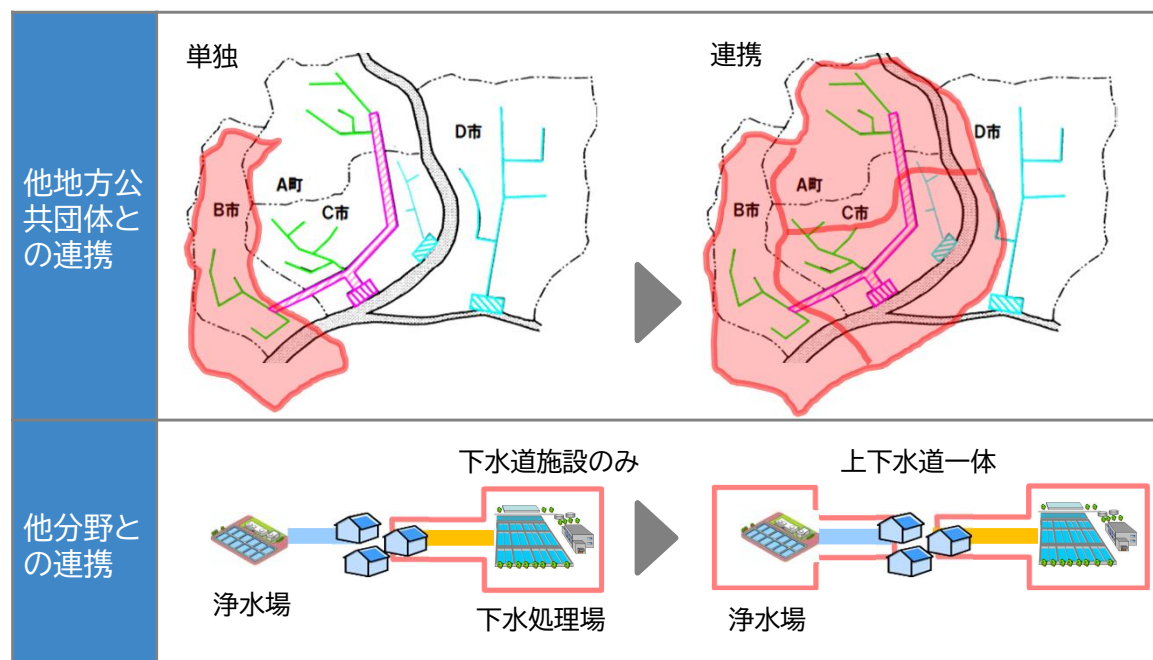 他地方公
共団体と
の連携
単独
A町
B市
C市
D市
連携
A町
B市
C市
D市
他分野と
の連携
下水道施設のみ
浄水場
下水処理場
上下水道一体
浄水場